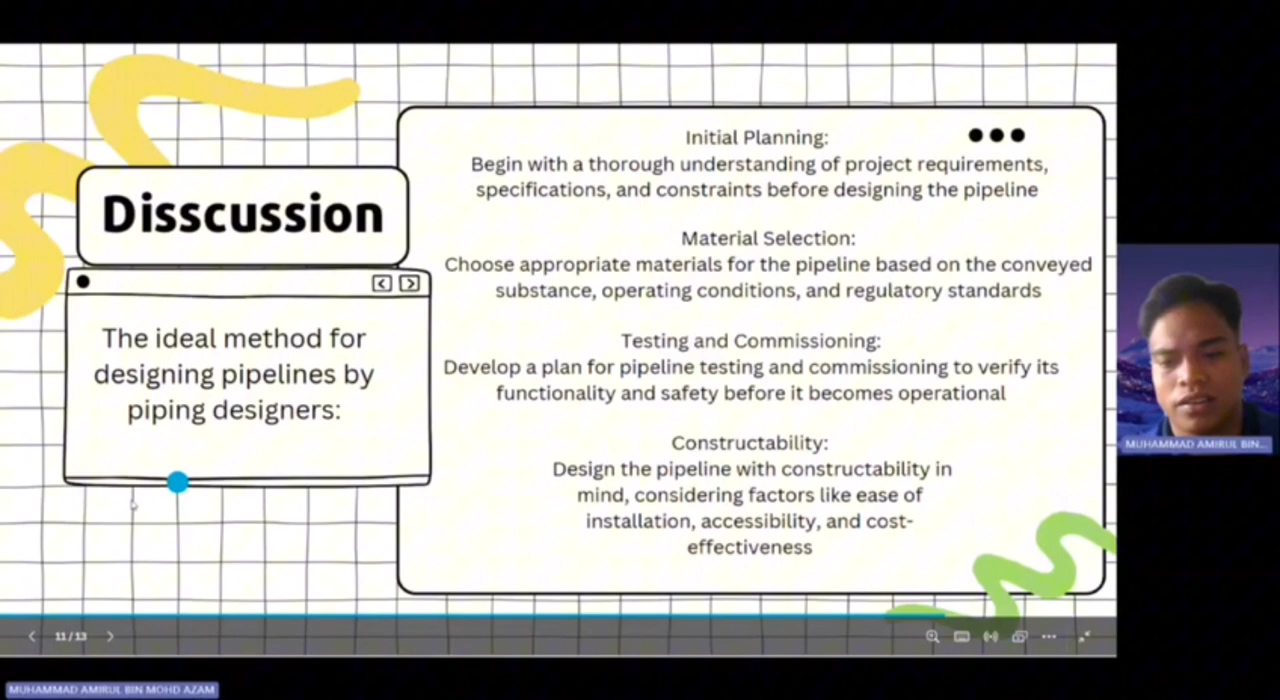 Disscussion
The ideal method for
designing pipelines by
piping designers:
Initial Planning:
Begin with a thorough understanding of project requirements,
specifications, and constraints before designing the pipeline
Material Selection:
Choose appropriate materials for the pipeline based on the conveyed
substance, operating conditions, and regulatory standards
Testing and Commissioning:
Develop a plan for pipeline testing and commissioning to verify its
functionality and safety before it becomes operational
Constructability:
Design the pipeline with constructability in
mind, considering factors like ease of
installation, accessibility, and cost-
effectiveness
MUHAMMAD AMIRUL BIN...
11/13
MUHAMMAD AMIRUL BIN MOHD AZAM